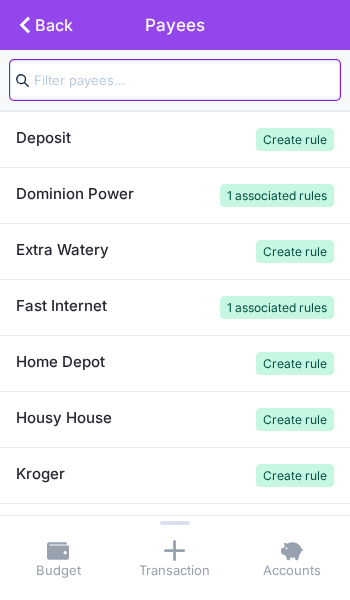 Back
Payees
Filter payees...
Deposit
Create rule
Dominion Power
1 associated rules
Extra Watery
Create rule
Fast Internet
1 associated rules
Home Depot
Create rule
Housy House
Create rule
Kroger
Create rule
Budget
Transaction
Accounts